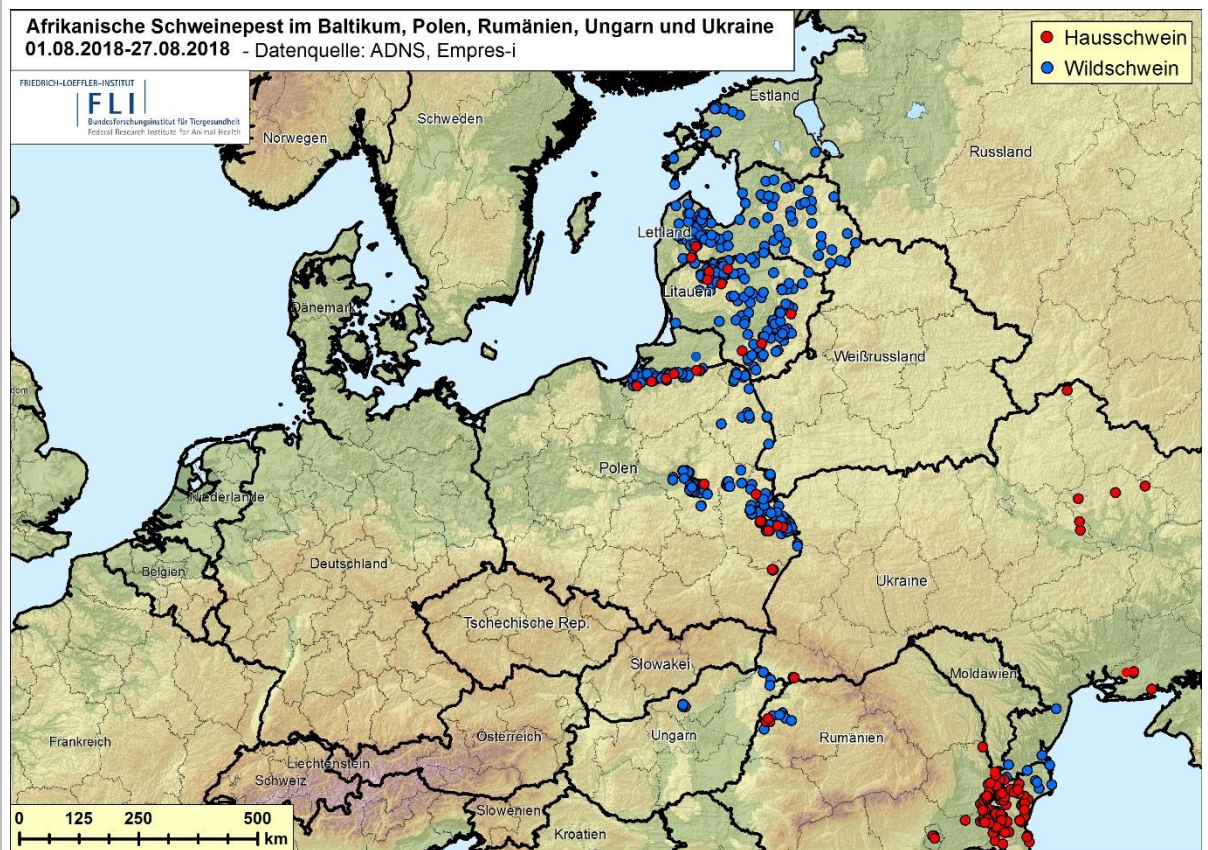 Afrikanische Schweinepest im Baltikum, Polen, Rumänien, Ungarn und Ukraine
01.08.2018-27.08.2018 - Datenquelle: ADNS, Empres-i
FRIEDRICH-LOEFFLER-INSTITUT
FLI
Bundesforschungsinstitut für Tiergesundheit
Federal Research Institute for Animal Health
Hausschwein
Wildschwein
Norwegen
Schweden
Estland
Russland
Lettland
Litauen
Dänemark
Weißrussland
com
Polen
Niederlande
Belgien
Deutschland
Ukraine
Tschechische Rep.
Slowakei
Moldawien
Frankreich
Österreich
Ungarn
Rumänien
Liechtenstein
Schweiz
Slowenien
Kroatien
0 125 250 500
km